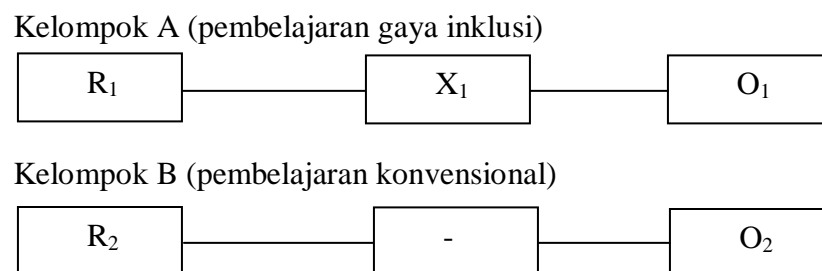 Kelompok A (pembelajaran gaya inklusi)
R₁ X₁ O₁
Kelompok B (pembelajaran konvensional)
R₂ - O₂